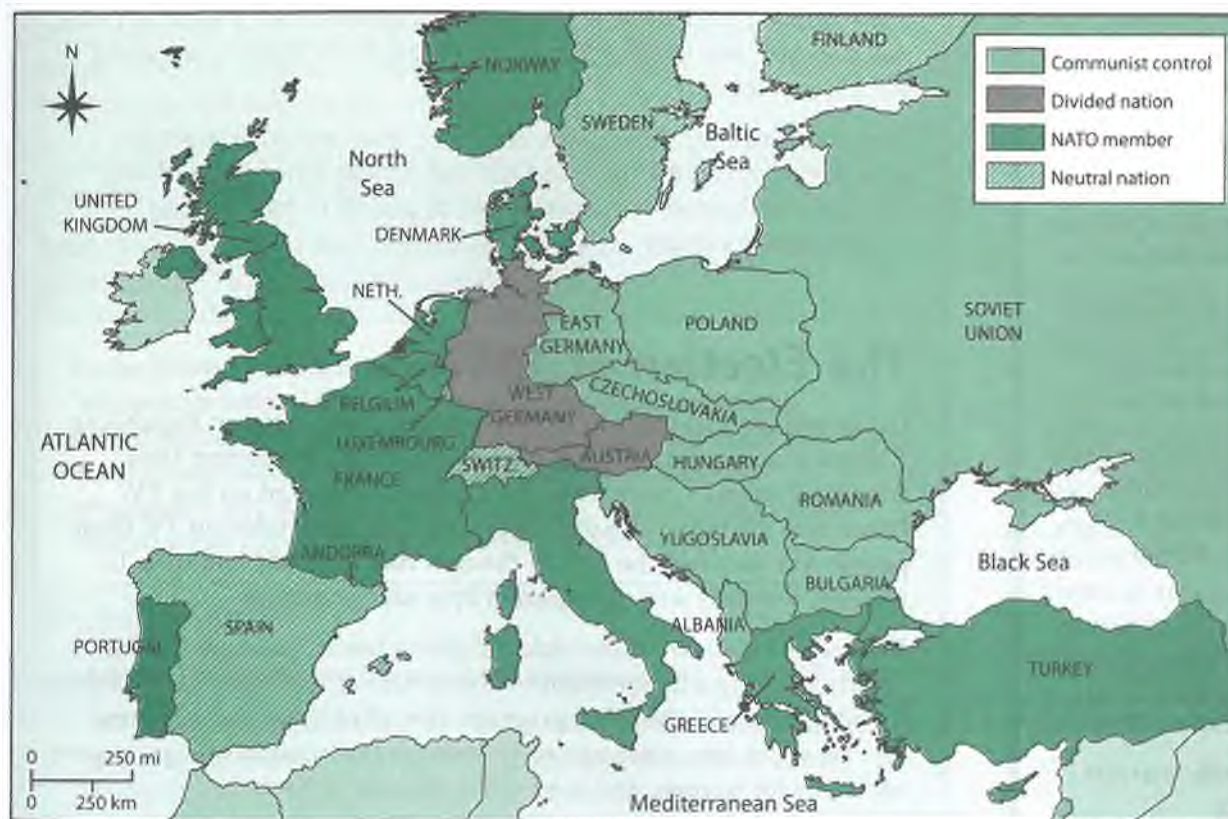 N
NORWAY
FINLAND
Communist control
Divided nation
NATO member
Neutral nation
SWEDEN
Baltic
Sea
North
Sea
UNITED
KINGDOM
DENMARK
NETH.
EAST
GERMANY
POLAND
SOVIET
UNION
BELGIUM
WEST
GERMANY
CZECHOSLOVAKIA
LUXEMBOURG
ATLANTIC
OCEAN
SWITZ.
AUSTRIA
HUNGARY
FRANCE
ROMANIA
YUGOSLAVIA
ANDORRA
BULGARIA
Black Sea
SPAIN
ALBANIA
PORTUGAL
TURKEY
GREECE
0 250 mi
0 250 km
Mediterranean Sea